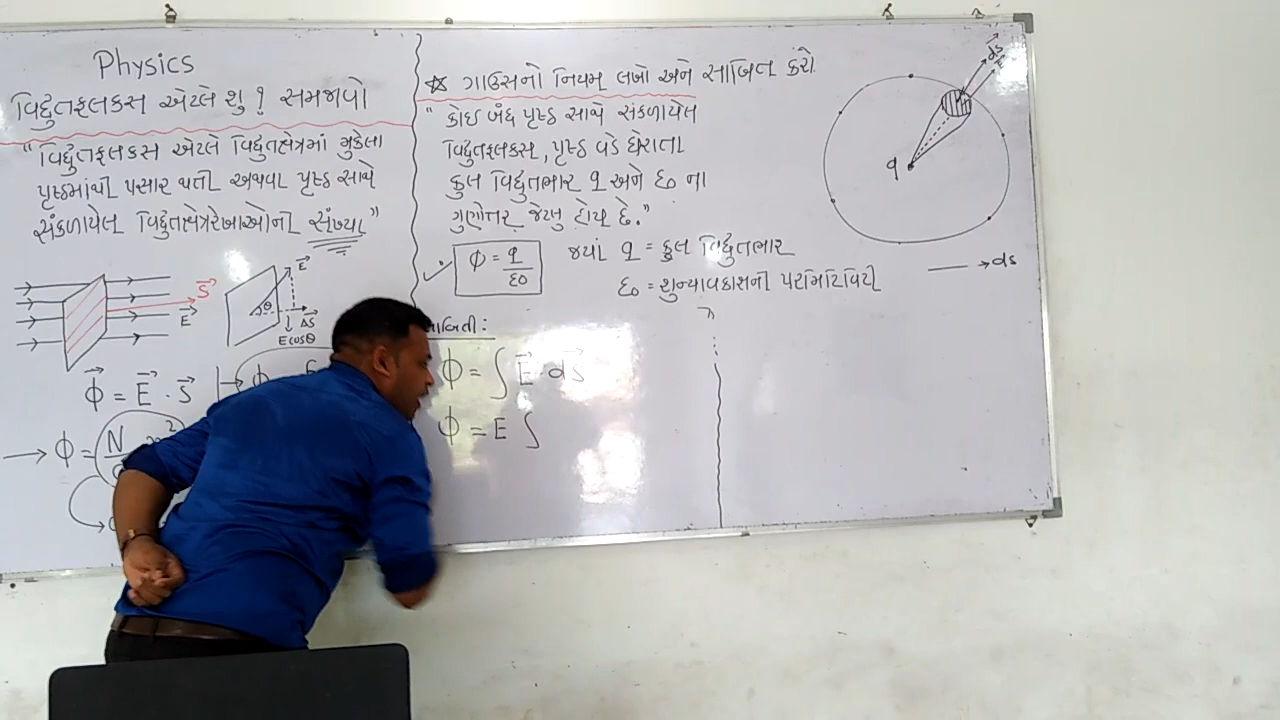 Physics
વિદ્યુતફ્લક્સ એટલે શુ ? સમજાવો
"વિદ્યુતફ્લક્સ એટલે વિદ્યુતક્ષેત્રમાં મુકેલા
પૃષ્ઠમાંથી પસાર થતી અથવા પૃષ્ઠ સાથે
સંકળાયેલ વિદ્યુતક્ષેત્રરેખાઓની સંખ્યા"
S⃗
E⃗
E⃗
θ
ΔS⃗
Ecosθ
ϕ⃗ = E⃗ · S⃗
→ ϕ =
→ ϕ = N
☆ ગાઉસનો નિયમ લખો અને સાબિત કરો.
"કોઇ બંધ પૃષ્ઠ સાથે સંકળાયેલ
વિદ્યુતફ્લક્સ, પૃષ્ઠ વડે ઘેરાતા
કુલ વિદ્યુતભાર q અને ε0 ના
ગુણોત્તર જેટલુ હોય છે."
ϕ = q/ε0
જ્યાં q = કુલ વિદ્યુતભાર
ε0 = શુન્યાવકાસની પરમિટિવિટી
ϕ = ∫ E⃗ · dS⃗
ϕ = E ∫
ds⃗
E⃗
q
→ ds